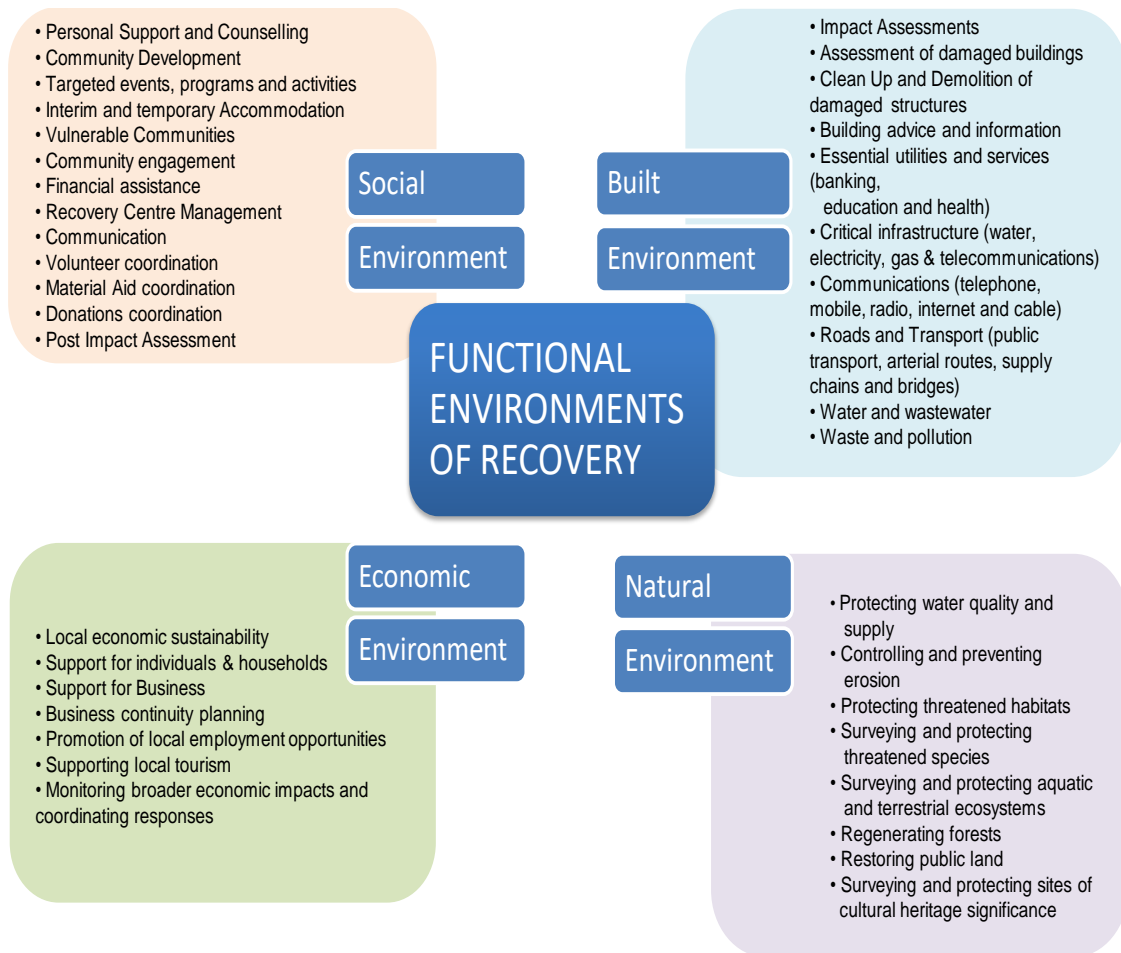 • Personal Support and Counselling
• Community Development
• Targeted events, programs and activities
• Interim and temporary Accommodation
• Vulnerable Communities
• Community engagement
• Financial assistance
• Recovery Centre Management
• Communication
• Volunteer coordination
• Material Aid coordination
• Donations coordination
• Post Impact Assessment
Social
Environment
Built
Environment
• Impact Assessments
• Assessment of damaged buildings
• Clean Up and Demolition of
damaged structures
• Building advice and information
• Essential utilities and services
(banking,
education and health)
• Critical infrastructure (water,
electricity, gas & telecommunications)
• Communications (telephone,
mobile, radio, internet and cable)
• Roads and Transport (public
transport, arterial routes, supply
chains and bridges)
• Water and wastewater
• Waste and pollution
FUNCTIONAL
ENVIRONMENTS
OF RECOVERY
Economic
Environment
• Local economic sustainability
• Support for individuals & households
• Support for Business
• Business continuity planning
• Promotion of local employment opportunities
• Supporting local tourism
• Monitoring broader economic impacts and
coordinating responses
Natural
Environment
• Protecting water quality and
supply
• Controlling and preventing
erosion
• Protecting threatened habitats
• Surveying and protecting
threatened species
• Surveying and protecting aquatic
and terrestrial ecosystems
• Regenerating forests
• Restoring public land
• Surveying and protecting sites of
cultural heritage significance